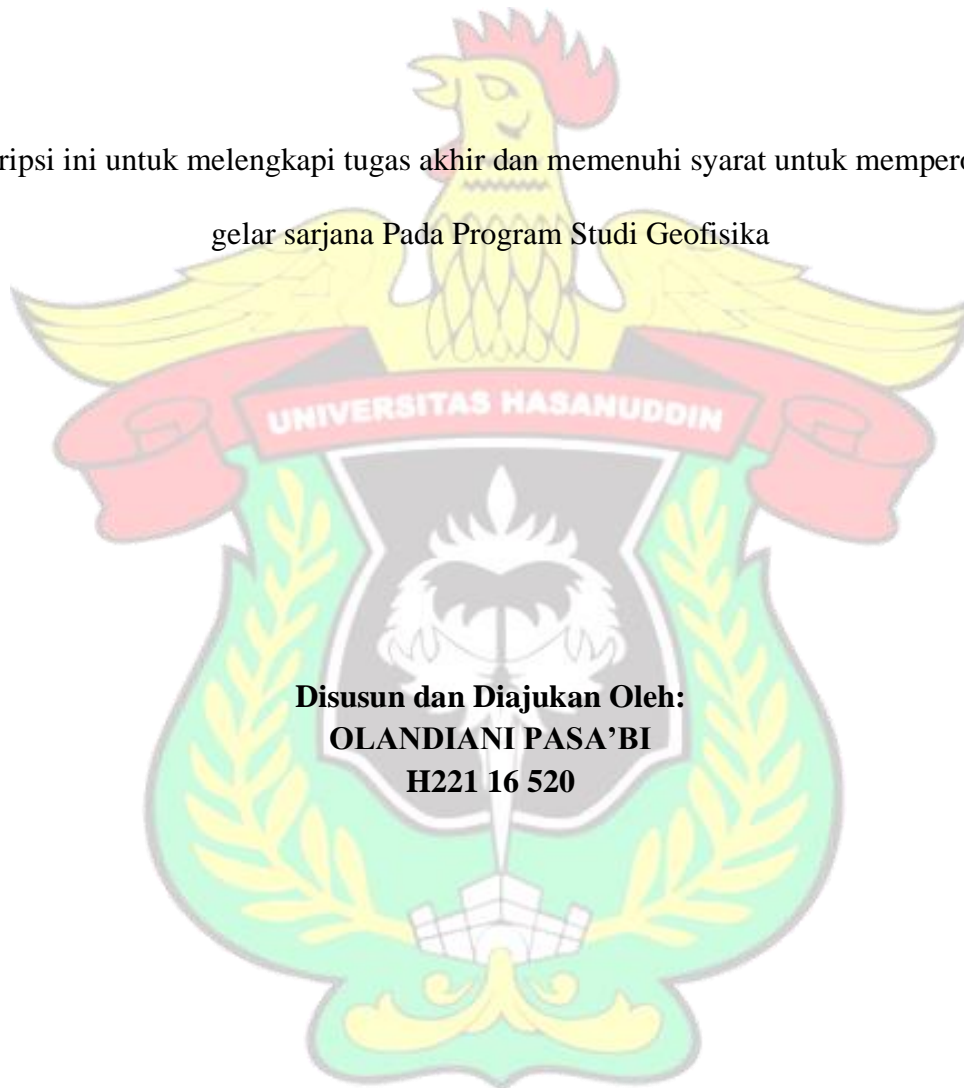 ripsi ini untuk melengkapi tugas akhir dan memenuhi syarat untuk mempero
gelar sarjana Pada Program Studi Geofisika
UNIVERSITAS HASANUDDIN
Disusun dan Diajukan Oleh:
OLANDIANI PASA’BI
H221 16 520